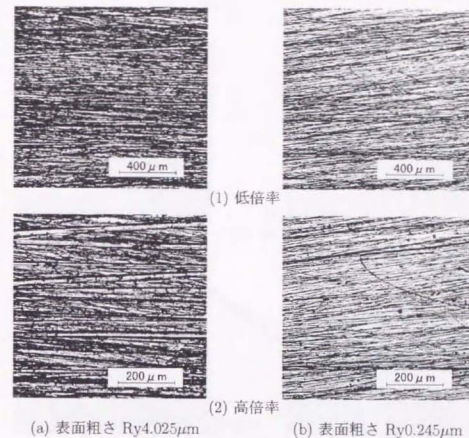 400 μm
400 μm
(1) 低倍率
200 μm
200 μm
(2) 高倍率
(a) 表面粗さ Ry4.025μm
(b) 表面粗さ Ry0.245μm